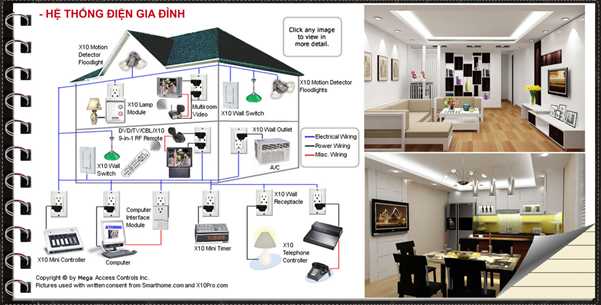 - HỆ THỐNG ĐIỆN GIA ĐÌNH
Click any image
to view in
more detail.
X10 Motion
Detector
Floodlight
X10 Motion Detector
Floodlights
X10 Lamp
Module
Multiroom
Video
X10 Wall Switch
DVD/TV/CBL/X10
9-in-1 RF Remote
X10 Wall Outlet
Electrical Wiring
Power Wiring
Misc. Wiring
X10 Wall
Switch
A/C
Computer
Interface
Module
X10 Wall
Receptacle
X10 Mini Controller
Computer
X10 Mini Timer
X10
Telephone
Controller
Copyright © by Mega Access Controls Inc.
Pictures used with written consent from Smarthome.com and X10Pro.com